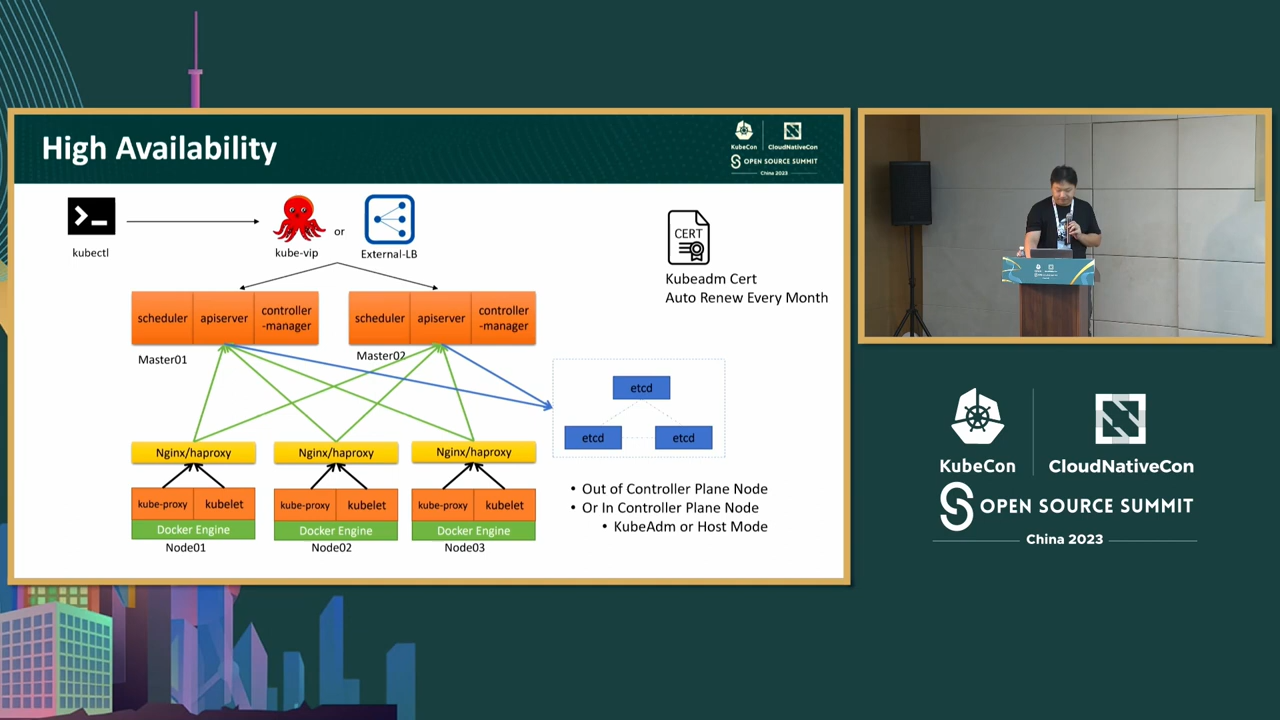 High Availability
KubeCon
CloudNativeCon
OPEN SOURCE SUMMIT
China 2023
kubectl
kube-vip
or
External-LB
CERT
Kubeadm Cert
Auto Renew Every Month
scheduler
apiserver
controller
-manager
Master01
scheduler
apiserver
controller
-manager
Master02
etcd
etcd
etcd
Nginx/haproxy
Nginx/haproxy
Nginx/haproxy
kube-proxy
kubelet
Docker Engine
Node01
kube-proxy
kubelet
Docker Engine
Node02
kube-proxy
kubelet
Docker Engine
Node03
• Out of Controller Plane Node
• Or In Controller Plane Node
• KubeAdm or Host Mode
KubeCon
CloudNativeCon
OPEN SOURCE SUMMIT
China 2023